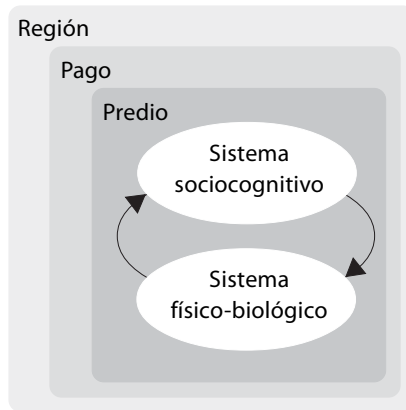 Región
Pago
Predio
Sistema
sociocognitivo
Sistema
físico-biológico